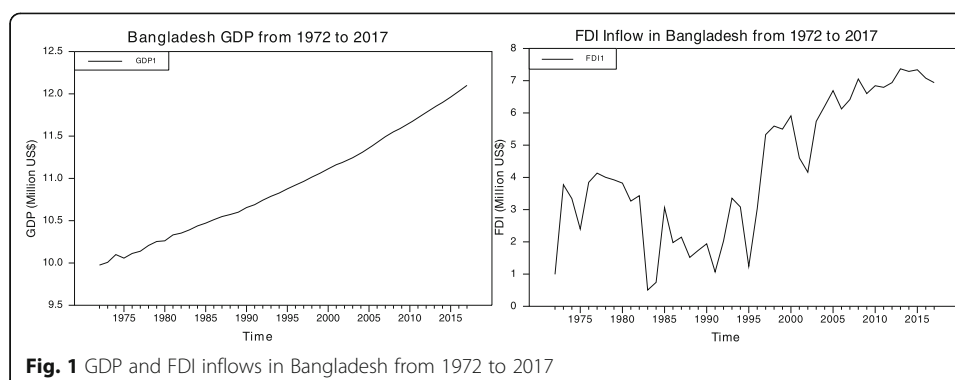 Bangladesh GDP from 1972 to 2017
12.5
GDP1
12.0
11.5
11.0
10.5
10.0
9.5
GDP (Million US$)
1975 1980 1985 1990 1995 2000 2005 2010 2015
Time
FDI Inflow in Bangladesh from 1972 to 2017
8
FDI1
7
6
5
4
3
2
1
0
FDI (Million US$)
1975 1980 1985 1990 1995 2000 2005 2010 2015
Time
Fig. 1 GDP and FDI inflows in Bangladesh from 1972 to 2017